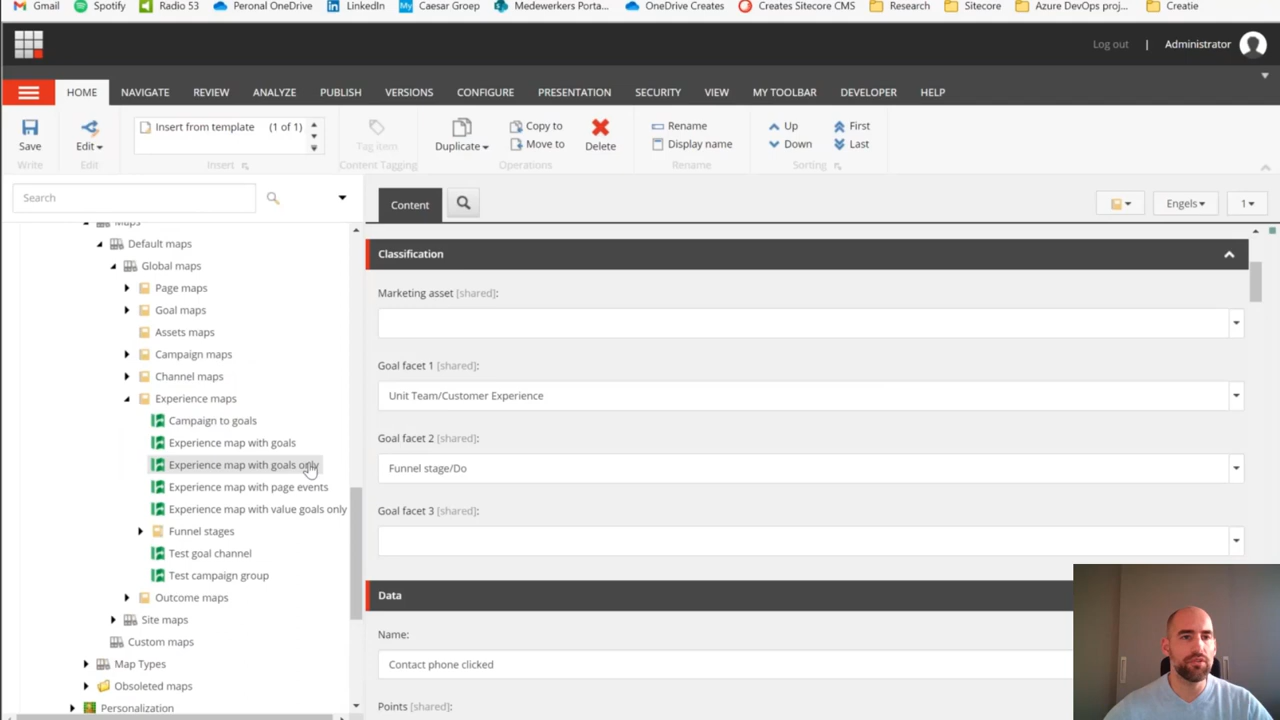 Gmail Spotify Radio 53 Peronal OneDrive LinkedIn Caesar Groep Medewerkers Porta... OneDrive Creates Creates Sitecore CMS Research Sitecore Azure DevOps proj... Creatie
Log out | Administrator
HOME NAVIGATE REVIEW ANALYZE PUBLISH VERSIONS CONFIGURE PRESENTATION SECURITY VIEW MY TOOLBAR DEVELOPER HELP
Insert from template (1 of 1) Copy to Rename Up First
Save Edit Tag item Duplicate Move to Delete Display name Down Last
Write Edit Insert Content Tagging Operations Rename Sorting
Search
Content
Engels 1
Maps
Default maps
Global maps
Page maps
Goal maps
Assets maps
Campaign maps
Channel maps
Experience maps
Campaign to goals
Experience map with goals
Experience map with goals only
Experience map with page events
Experience map with value goals only
Funnel stages
Test goal channel
Test campaign group
Outcome maps
Site maps
Custom maps
Map Types
Obsoleted maps
Personalization
Classification
Marketing asset [shared]:
Goal facet 1 [shared]:
Unit Team/Customer Experience
Goal facet 2 [shared]:
Funnel stage/Do
Goal facet 3 [shared]:
Data
Name:
Contact phone clicked
Points [shared]: